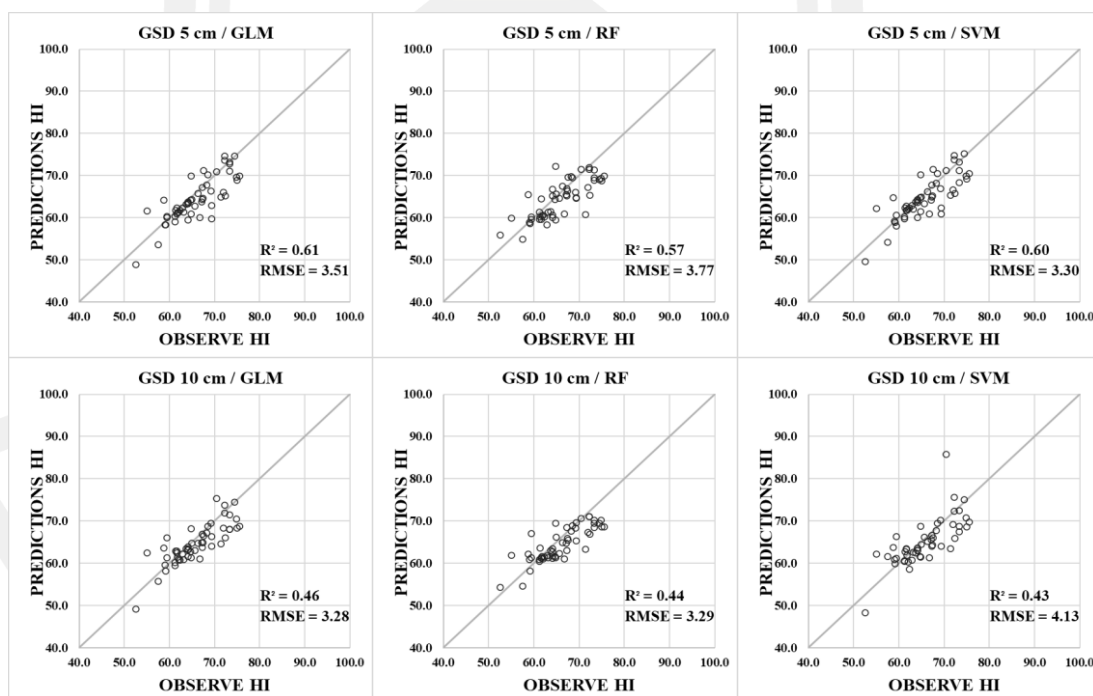 GSD 5 cm / GLM
100.0
90.0
80.0
70.0
60.0
50.0
40.0
PREDICTIONS HI
R² = 0.61
RMSE = 3.51
40.0 50.0 60.0 70.0 80.0 90.0 100.0
OBSERVE HI
GSD 5 cm / RF
100.0
90.0
80.0
70.0
60.0
50.0
40.0
PREDICTIONS HI
R² = 0.57
RMSE = 3.77
40.0 50.0 60.0 70.0 80.0 90.0 100.0
OBSERVE HI
GSD 5 cm / SVM
100.0
90.0
80.0
70.0
60.0
50.0
40.0
PREDICTIONS HI
R² = 0.60
RMSE = 3.30
40.0 50.0 60.0 70.0 80.0 90.0 100.0
OBSERVE HI
GSD 10 cm / GLM
100.0
90.0
80.0
70.0
60.0
50.0
40.0
PREDICTIONS HI
R² = 0.46
RMSE = 3.28
40.0 50.0 60.0 70.0 80.0 90.0 100.0
OBSERVE HI
GSD 10 cm / RF
100.0
90.0
80.0
70.0
60.0
50.0
40.0
PREDICTIONS HI
R² = 0.44
RMSE = 3.29
40.0 50.0 60.0 70.0 80.0 90.0 100.0
OBSERVE HI
GSD 10 cm / SVM
100.0
90.0
80.0
70.0
60.0
50.0
40.0
PREDICTIONS HI
R² = 0.43
RMSE = 4.13
40.0 50.0 60.0 70.0 80.0 90.0 100.0
OBSERVE HI